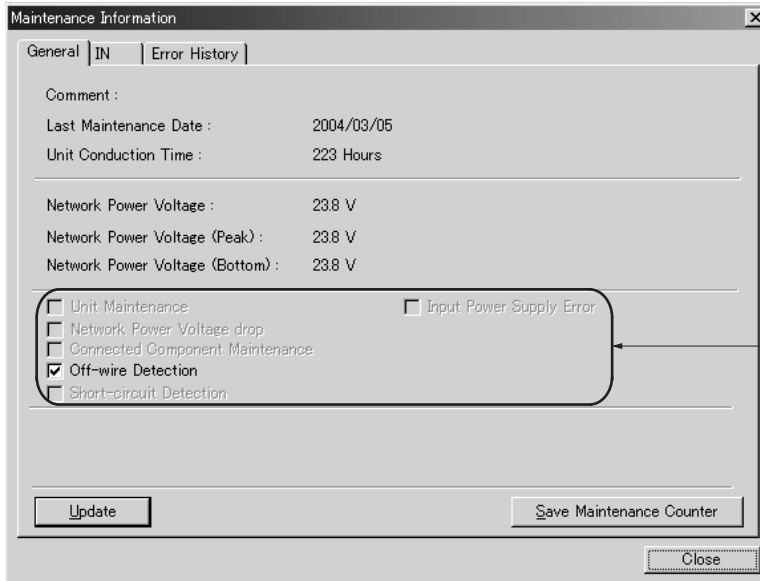 Maintenance Information
General IN Error History
Comment :
Last Maintenance Date : 2004/03/05
Unit Conduction Time : 223 Hours
Network Power Voltage : 23.8 V
Network Power Voltage (Peak) : 23.8 V
Network Power Voltage (Bottom) : 23.8 V
Unit Maintenance Input Power Supply Error
Network Power Voltage drop
Connected Component Maintenance
Off-wire Detection
Short-circuit Detection
Update Save Maintenance Counter
Close